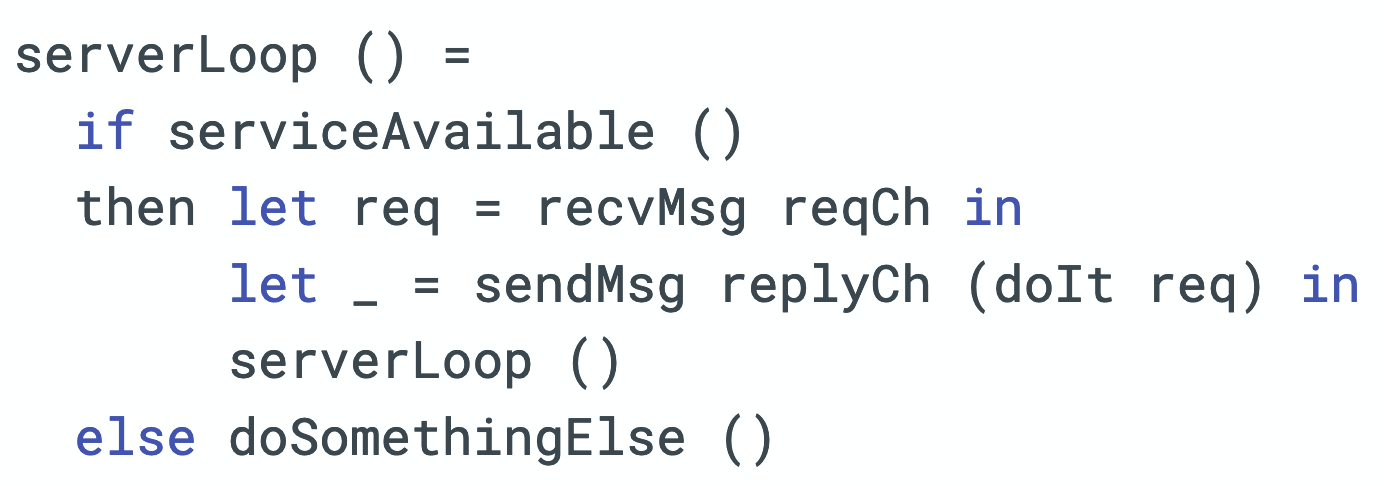 serverLoop () =
  if serviceAvailable ()
  then let req = recvMsg reqCh in
       let _ = sendMsg replyCh (doIt req) in
       serverLoop ()
  else doSomethingElse ()